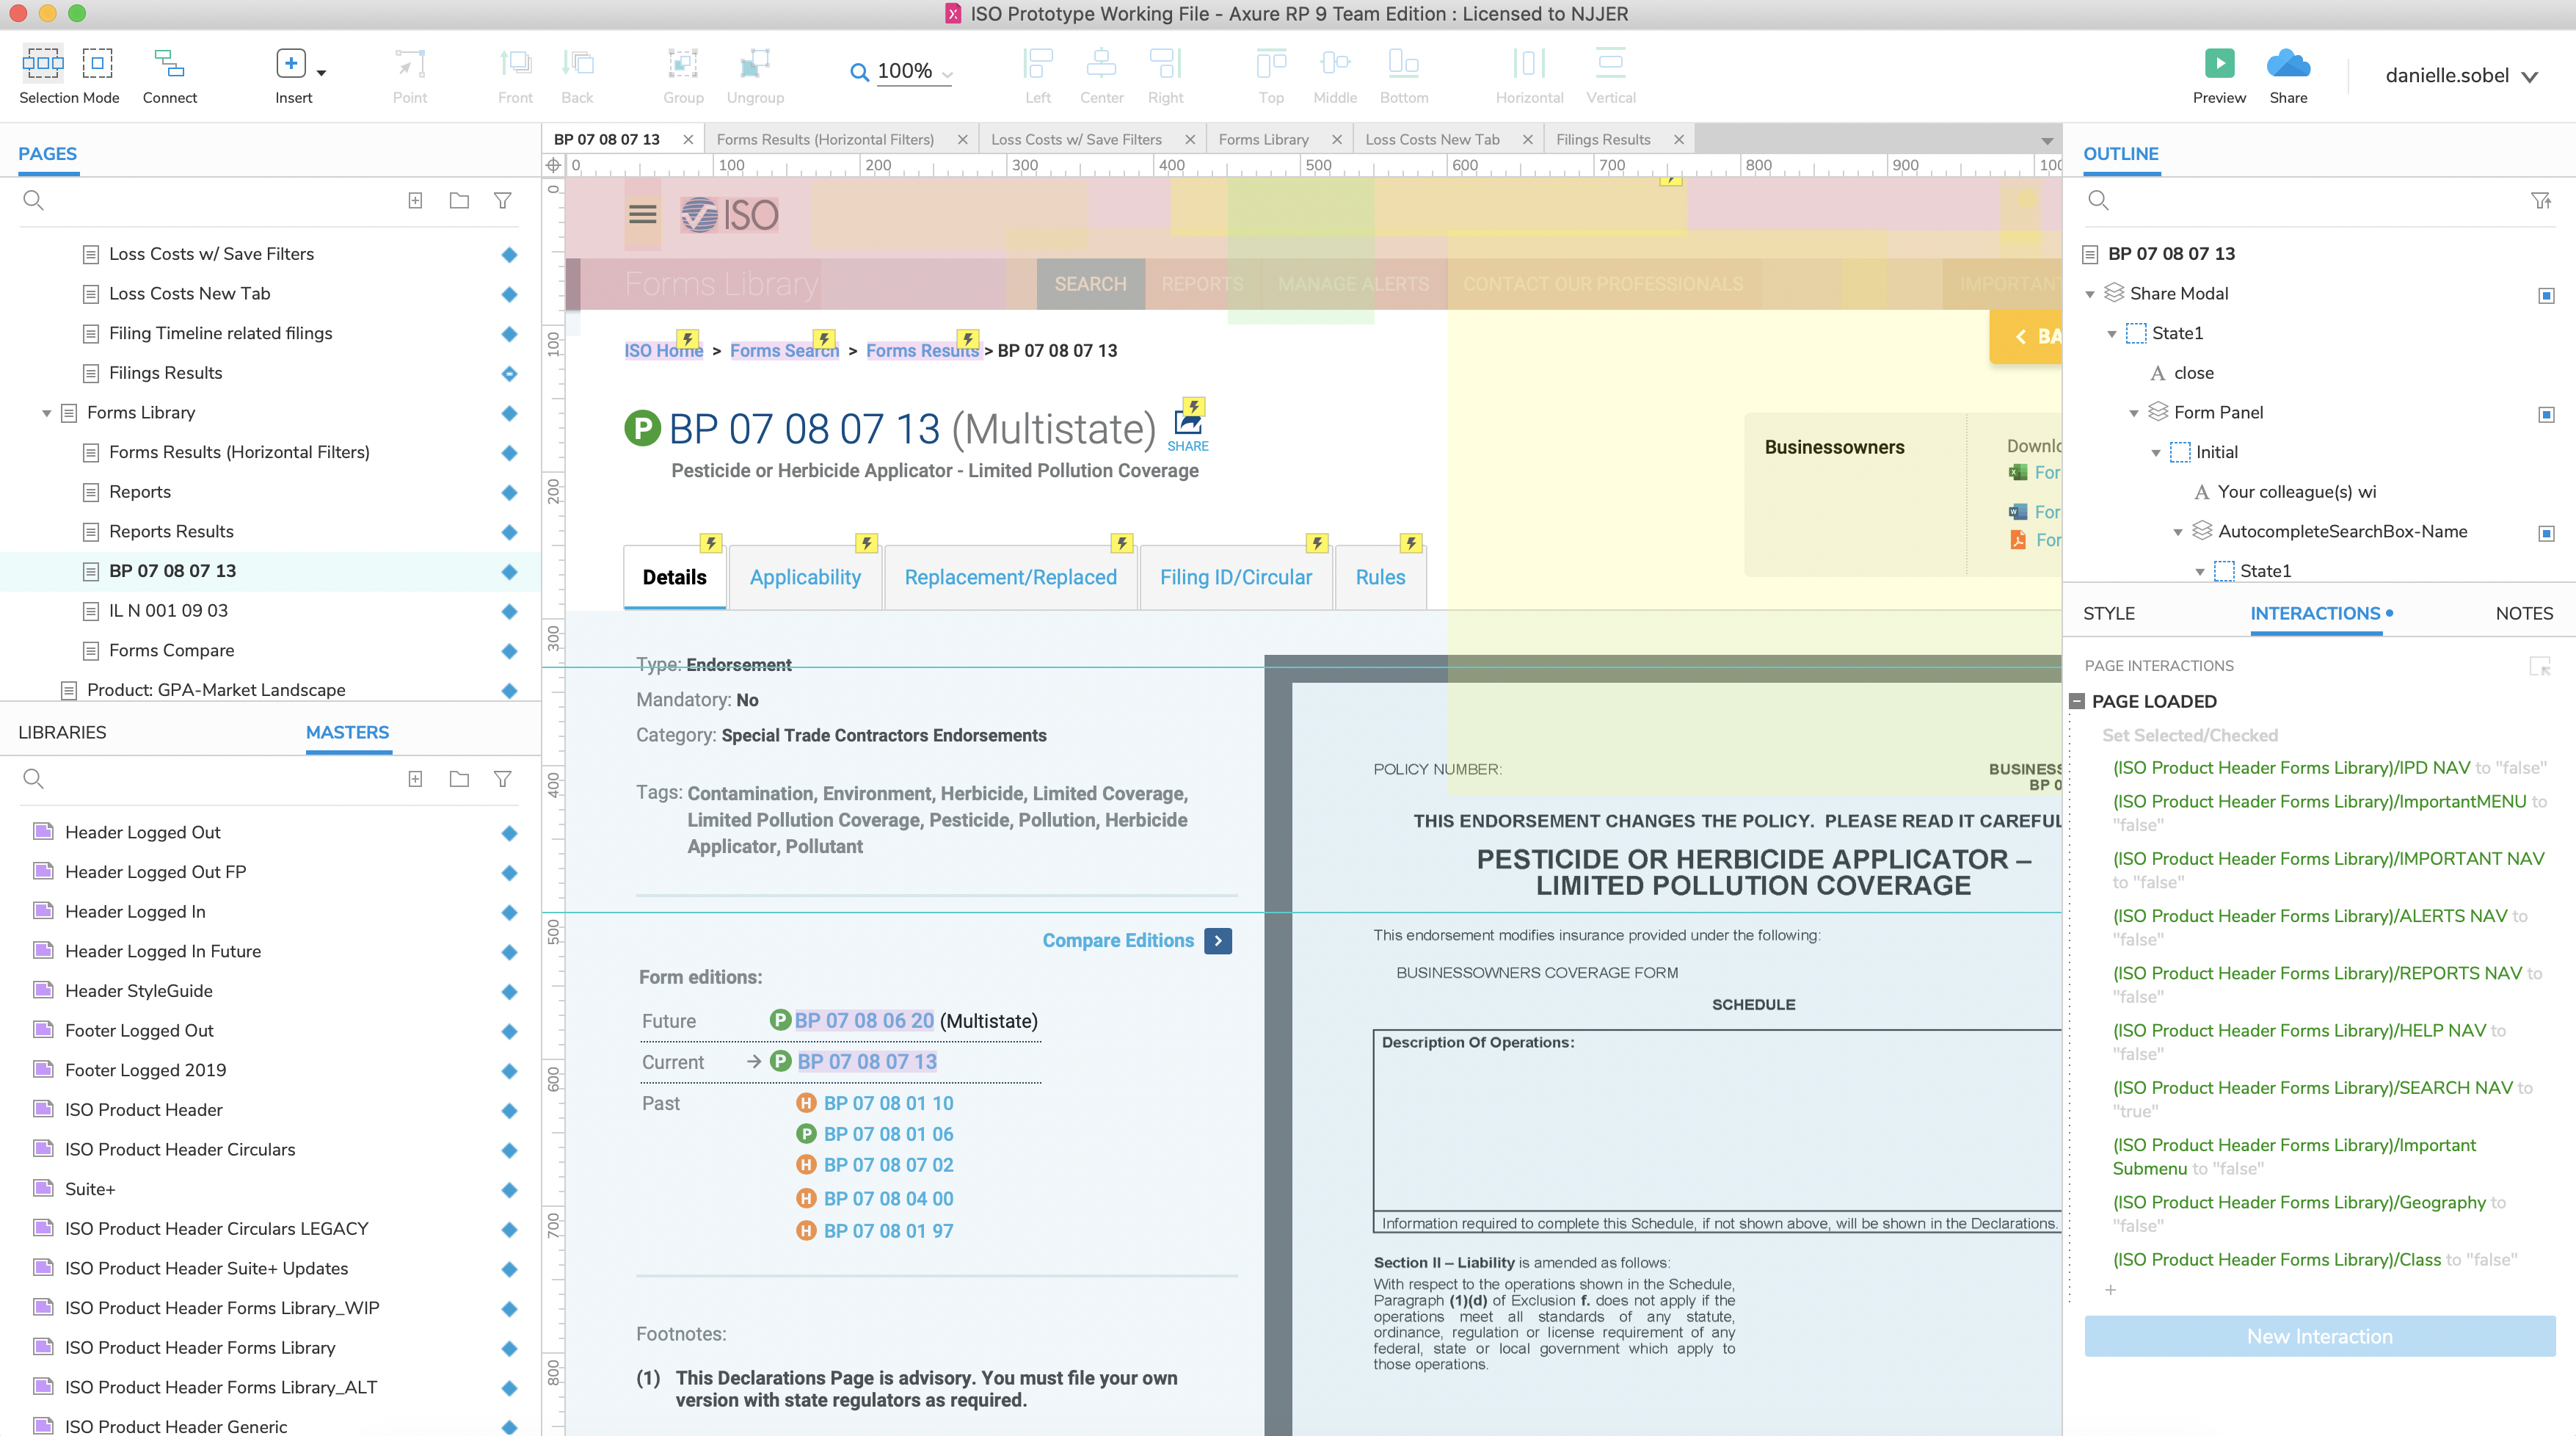 ISO Prototype Working File - Axure RP 9 Team Edition : Licensed to NJJER
Selection Mode
Connect
Insert
Point
Front
Back
Group
Ungroup
100%
Left
Center
Right
Top
Middle
Bottom
Horizontal
Vertical
Preview
Share
danielle.sobel
PAGES
Loss Costs w/ Save Filters
Loss Costs New Tab
Filing Timeline related filings
Filings Results
Forms Library
Forms Results (Horizontal Filters)
Reports
Reports Results
BP 07 08 07 13
IL N 001 09 03
Forms Compare
Product: GPA-Market Landscape
LIBRARIES
MASTERS
Header Logged Out
Header Logged Out FP
Header Logged In
Header Logged In Future
Header StyleGuide
Footer Logged Out
Footer Logged 2019
ISO Product Header
ISO Product Header Circulars
Suite+
ISO Product Header Circulars LEGACY
ISO Product Header Suite+ Updates
ISO Product Header Forms Library_WIP
ISO Product Header Forms Library
ISO Product Header Forms Library_ALT
ISO Product Header Generic
BP 07 08 07 13
Forms Results (Horizontal Filters)
Loss Costs w/ Save Filters
Forms Library
Loss Costs New Tab
Filings Results
0 100 200 300 400 500 600 700 800 900 100
0
100
200
300
400
500
600
700
800
ISO
Forms Library
SEARCH
REPORTS
MANAGE ALERTS
CONTACT OUR PROFESSIONALS
IMPORTANT
ISO Home > Forms Search > Forms Results > BP 07 08 07 13
BA
P BP 07 08 07 13 (Multistate)
SHARE
Pesticide or Herbicide Applicator - Limited Pollution Coverage
Businessowners
Downlo
For
For
For
Details
Applicability
Replacement/Replaced
Filing ID/Circular
Rules
Type: Endorsement
Mandatory: No
Category: Special Trade Contractors Endorsements
Tags: Contamination, Environment, Herbicide, Limited Coverage,
Limited Pollution Coverage, Pesticide, Pollution, Herbicide
Applicator, Pollutant
Compare Editions
Form editions:
Future P BP 07 08 06 20 (Multistate)
Current → P BP 07 08 07 13
Past H BP 07 08 01 10
P BP 07 08 01 06
H BP 07 08 07 02
H BP 07 08 04 00
H BP 07 08 01 97
Footnotes:
(1) This Declarations Page is advisory. You must file your own
version with state regulators as required.
POLICY NUMBER:
BUSINESS
BP 0
THIS ENDORSEMENT CHANGES THE POLICY. PLEASE READ IT CAREFUL
PESTICIDE OR HERBICIDE APPLICATOR –
LIMITED POLLUTION COVERAGE
This endorsement modifies insurance provided under the following:
BUSINESSOWNERS COVERAGE FORM
SCHEDULE
Description Of Operations:
Information required to complete this Schedule, if not shown above, will be shown in the Declarations.
Section II – Liability is amended as follows:
With respect to the operations shown in the Schedule,
Paragraph (1)(d) of Exclusion f. does not apply if the
operations meet all standards of any statute,
ordinance, regulation or license requirement of any
federal, state or local government which apply to
those operations.
OUTLINE
BP 07 08 07 13
Share Modal
State1
A close
Form Panel
Initial
A Your colleague(s) wi
AutocompleteSearchBox-Name
State1
STYLE
INTERACTIONS
NOTES
PAGE INTERACTIONS
PAGE LOADED
Set Selected/Checked
(ISO Product Header Forms Library)/IPD NAV to "false"
(ISO Product Header Forms Library)/ImportantMENU to
"false"
(ISO Product Header Forms Library)/IMPORTANT NAV
to "false"
(ISO Product Header Forms Library)/ALERTS NAV to
"false"
(ISO Product Header Forms Library)/REPORTS NAV to
"false"
(ISO Product Header Forms Library)/HELP NAV to
"false"
(ISO Product Header Forms Library)/SEARCH NAV to
"true"
(ISO Product Header Forms Library)/Important
Submenu to "false"
(ISO Product Header Forms Library)/Geography to
"false"
(ISO Product Header Forms Library)/Class to "false"
New Interaction